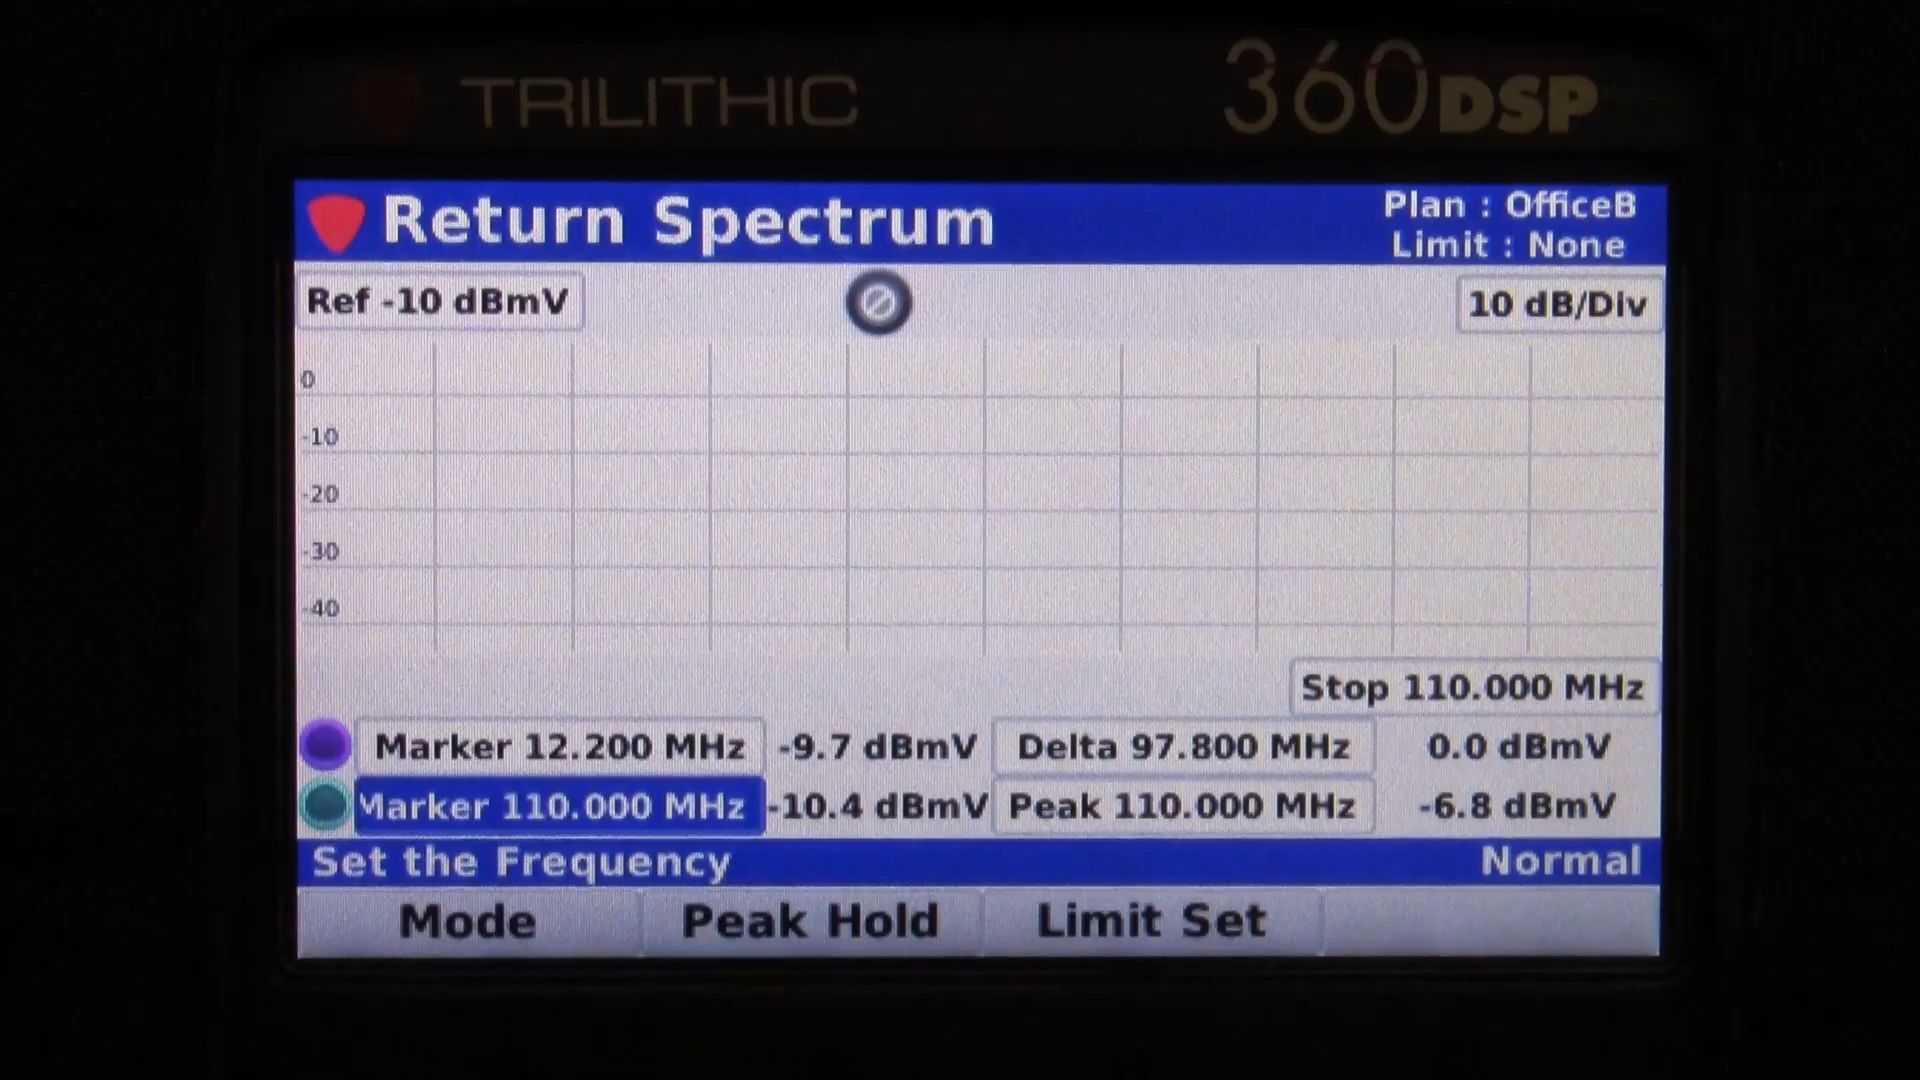 TRILITHIC 360DSP
Return Spectrum
Plan : OfficeB
Limit : None
Ref -10 dBmV
10 dB/Div
0
-10
-20
-30
-40
Stop 110.000 MHz
Marker 12.200 MHz -9.7 dBmV Delta 97.800 MHz 0.0 dBmV
Marker 110.000 MHz -10.4 dBmV Peak 110.000 MHz -6.8 dBmV
Set the Frequency Normal
Mode Peak Hold Limit Set